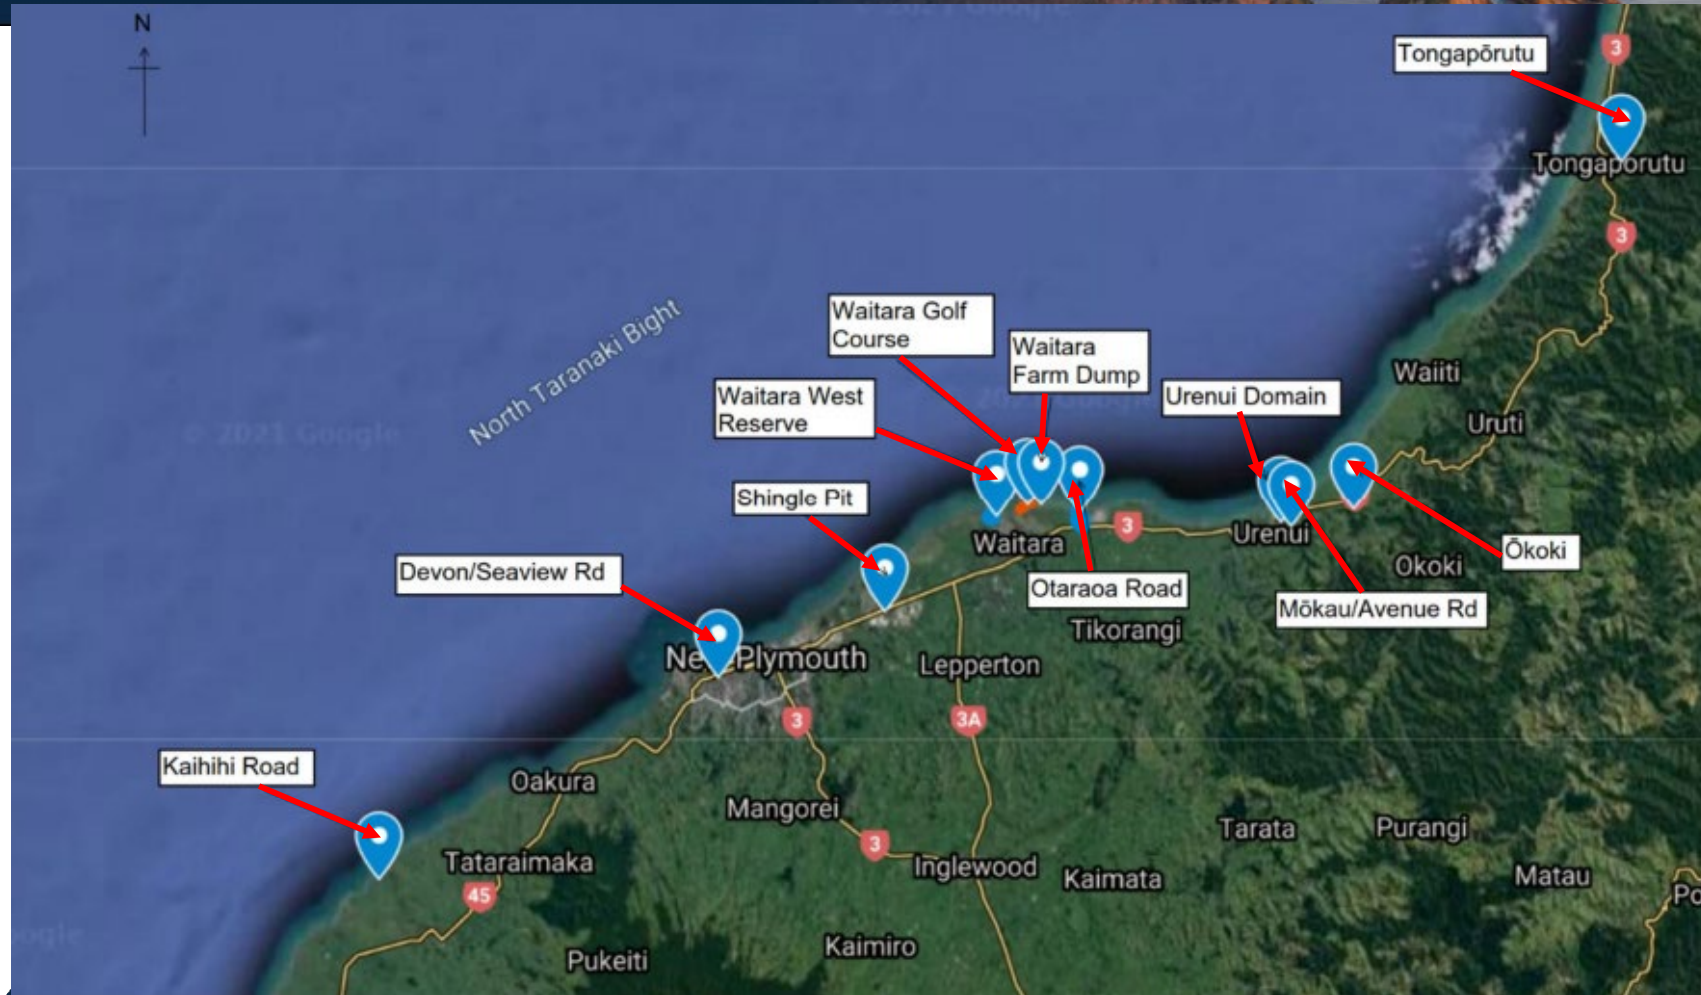 N
3
Tongapōrutu
Tongaporutu
3
Waitara Golf
Course
Waitara
Farm Dump
North Taranaki Bight
Waiiti
Waitara West
Reserve
Urenui Domain
© 2021 Google
Uruti
Shingle Pit
3
Waitara
Urenui
Ōkoki
Okoki
Devon/Seaview Rd
Otaraoa Road
Mōkau/Avenue Rd
Tikorangi
New Plymouth
Lepperton
3
3A
Kaihihi Road
Oakura
Mangorei
Tarata
Purangi
3
Tataraimaka
Inglewood
Kaimata
Matau
45
Po
Kaimiro
Pukeiti